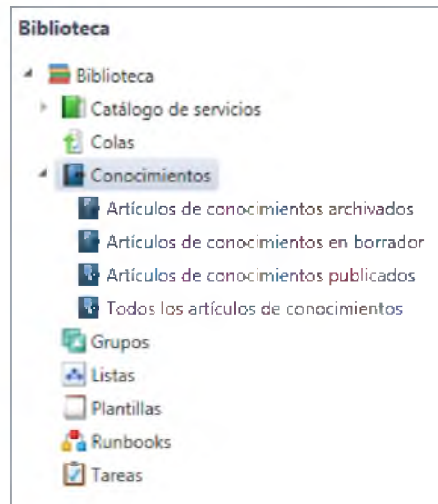 Biblioteca
Biblioteca
Catálogo de servicios
Colas
Conocimientos
Artículos de conocimientos archivados
Artículos de conocimientos en borrador
Artículos de conocimientos publicados
Todos los artículos de conocimientos
Grupos
Listas
Plantillas
Runbooks
Tareas